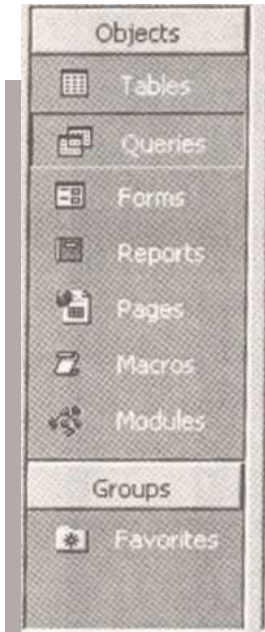 Objects
Tables
Queries
Forms
Reports
Pages
Macros
Modules
Groups
Favorites